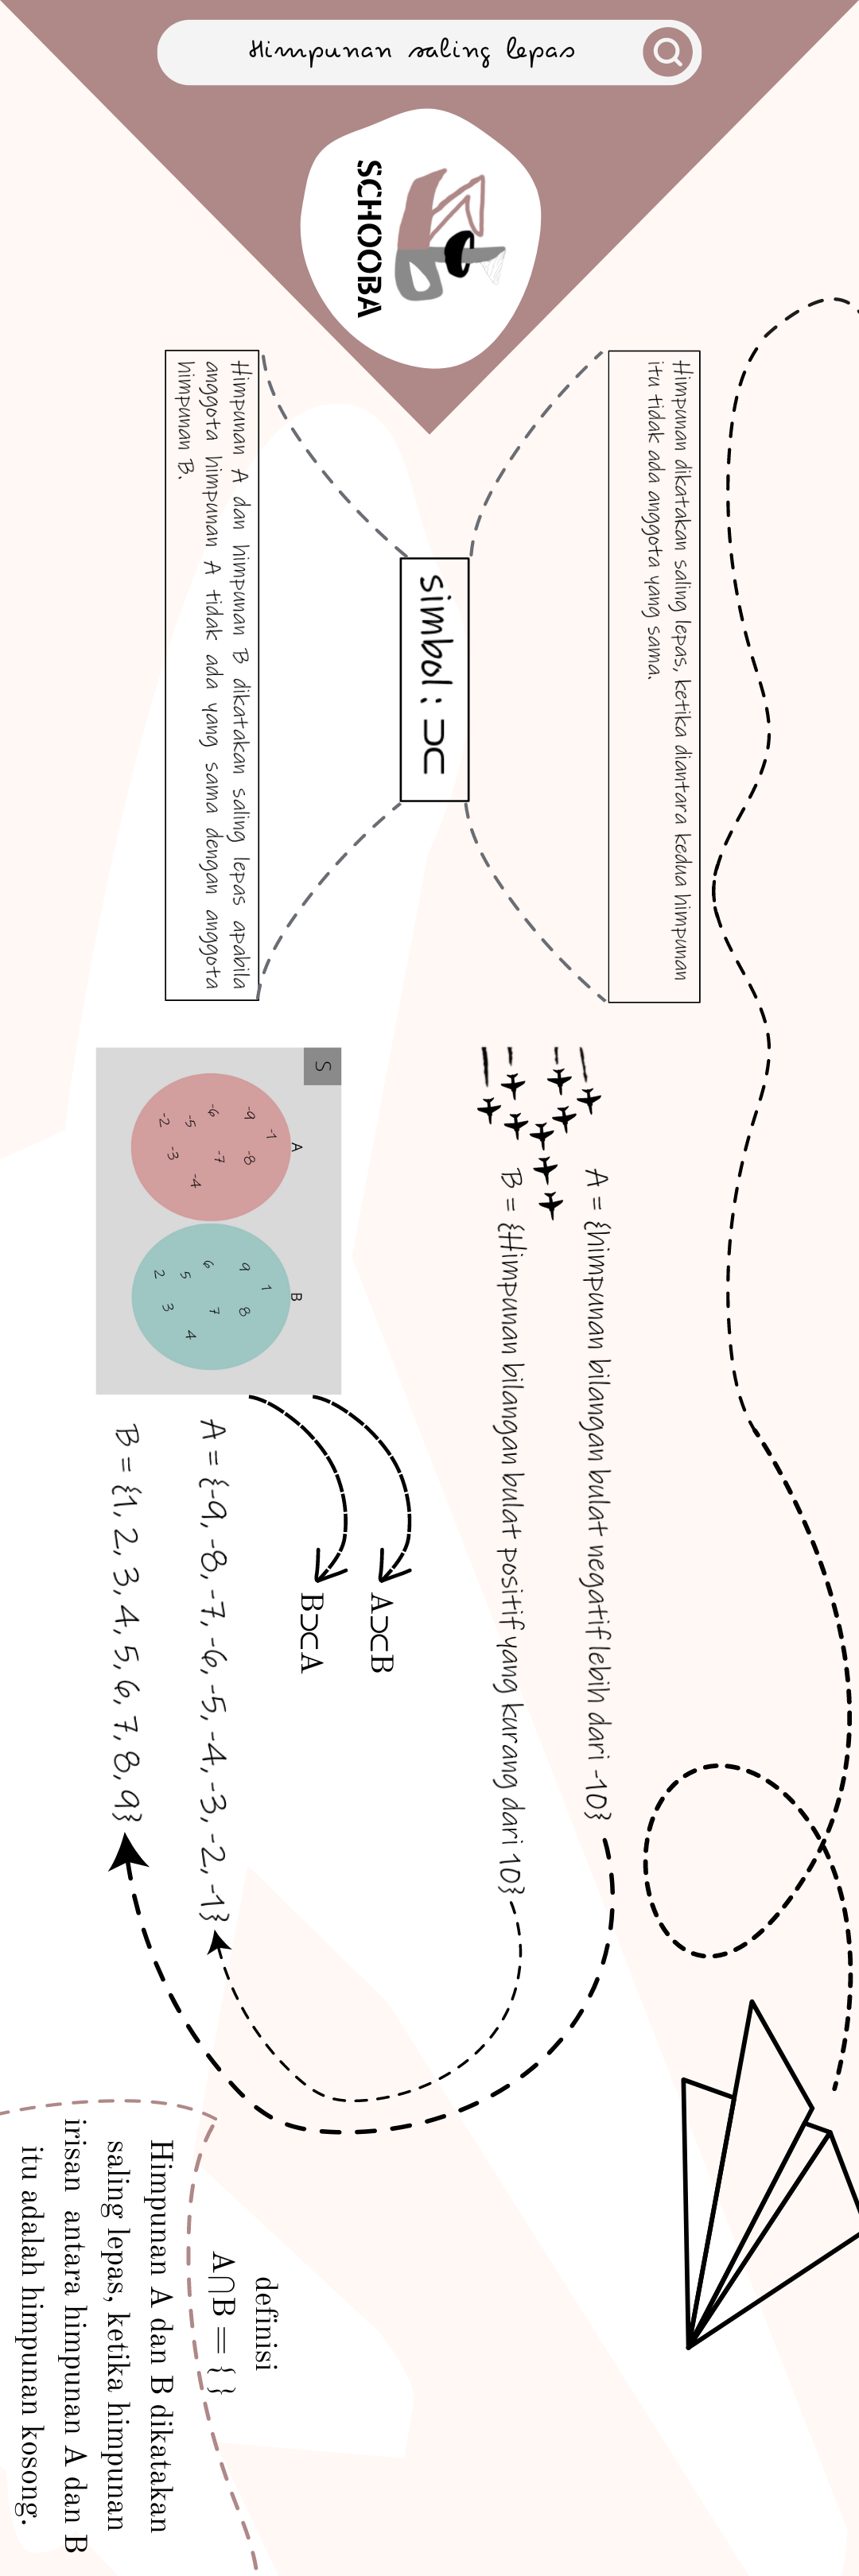 Himpunan saling lepas
SCHOOBA
Himpunan dikatakan saling lepas, ketika diantara kedua himpunan
itu tidak ada anggota yang sama.
simbol : ⊃⊂
Himpunan A dan himpunan B dikatakan saling lepas apabila
anggota himpunan A tidak ada yang sama dengan anggota
himpunan B.
A = {himpunan bilangan bulat negatif lebih dari -10}
B = {Himpunan bilangan bulat positif yang kurang dari 10}
S
A
-1
-9
-8
-6
-7
-5
-4
-2
-3
B
1
9
8
6
7
5
4
2
3
A⊃⊂B
B⊃⊂A
A = {-9, -8, -7, -6, -5, -4, -3, -2, -1}
B = {1, 2, 3, 4, 5, 6, 7, 8, 9}
definisi
A∩B = { }
Himpunan A dan B dikatakan
saling lepas, ketika himpunan
irisan antara himpunan A dan B
itu adalah himpunan kosong.